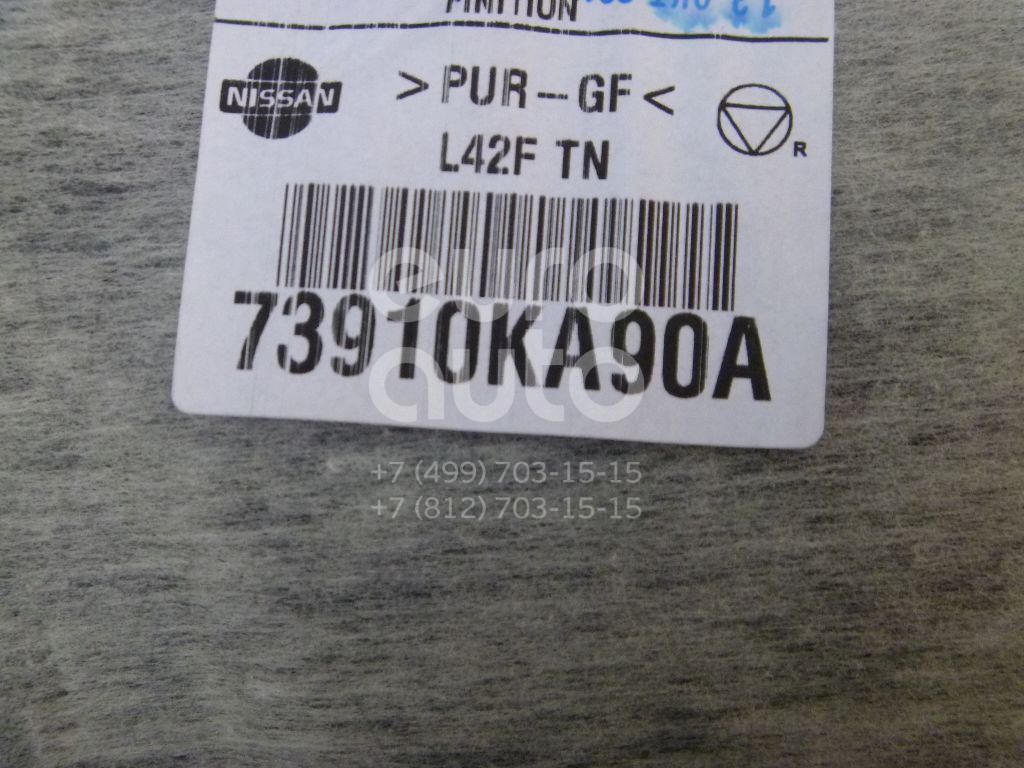 NISSAN
>PUR--GF<
R
L42F TN
73910KA90A
euro
auto
+7 (499) 703-15-15
+7 (812) 703-15-15